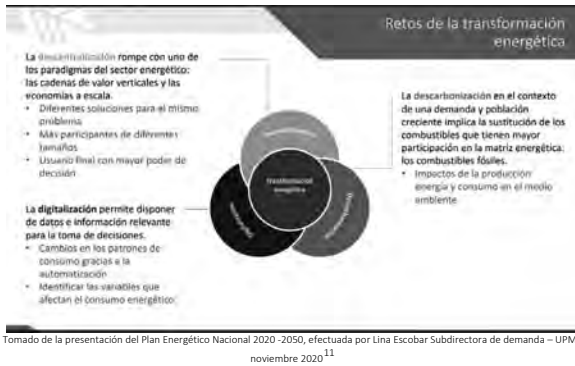 Retos de la transformación
energética
La descentralización rompe con uno de
los paradigmas del sector energético:
las cadenas de valor verticales y las
economías a escala.
• Diferentes soluciones para el mismo
problema
• Más participantes de diferentes
tamaños
• Usuario final con mayor poder de
decisión
La digitalización permite disponer
de datos e información relevante
para la toma de decisiones.
• Cambios en los patrones de
consumo gracias a la
automatización
• Identificar las variables que
afectan el consumo energético
Transformación
energética
La descarbonización en el contexto
de una demanda y población
creciente implica la sustitución de los
combustibles que tienen mayor
participación en la matriz energética:
los combustibles fósiles.
• Impactos de la producción
energía y consumo en el medio
ambiente
Tomado de la presentación del Plan Energético Nacional 2020 -2050, efectuada por Lina Escobar Subdirectora de demanda – UPM
noviembre 2020 11